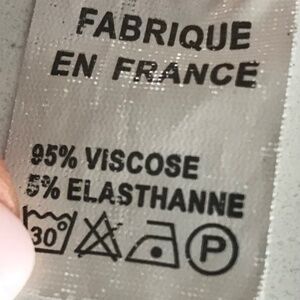 FABRIQUE
EN FRANCE
95% VISCOSE
5% ELASTHANNE
30° P